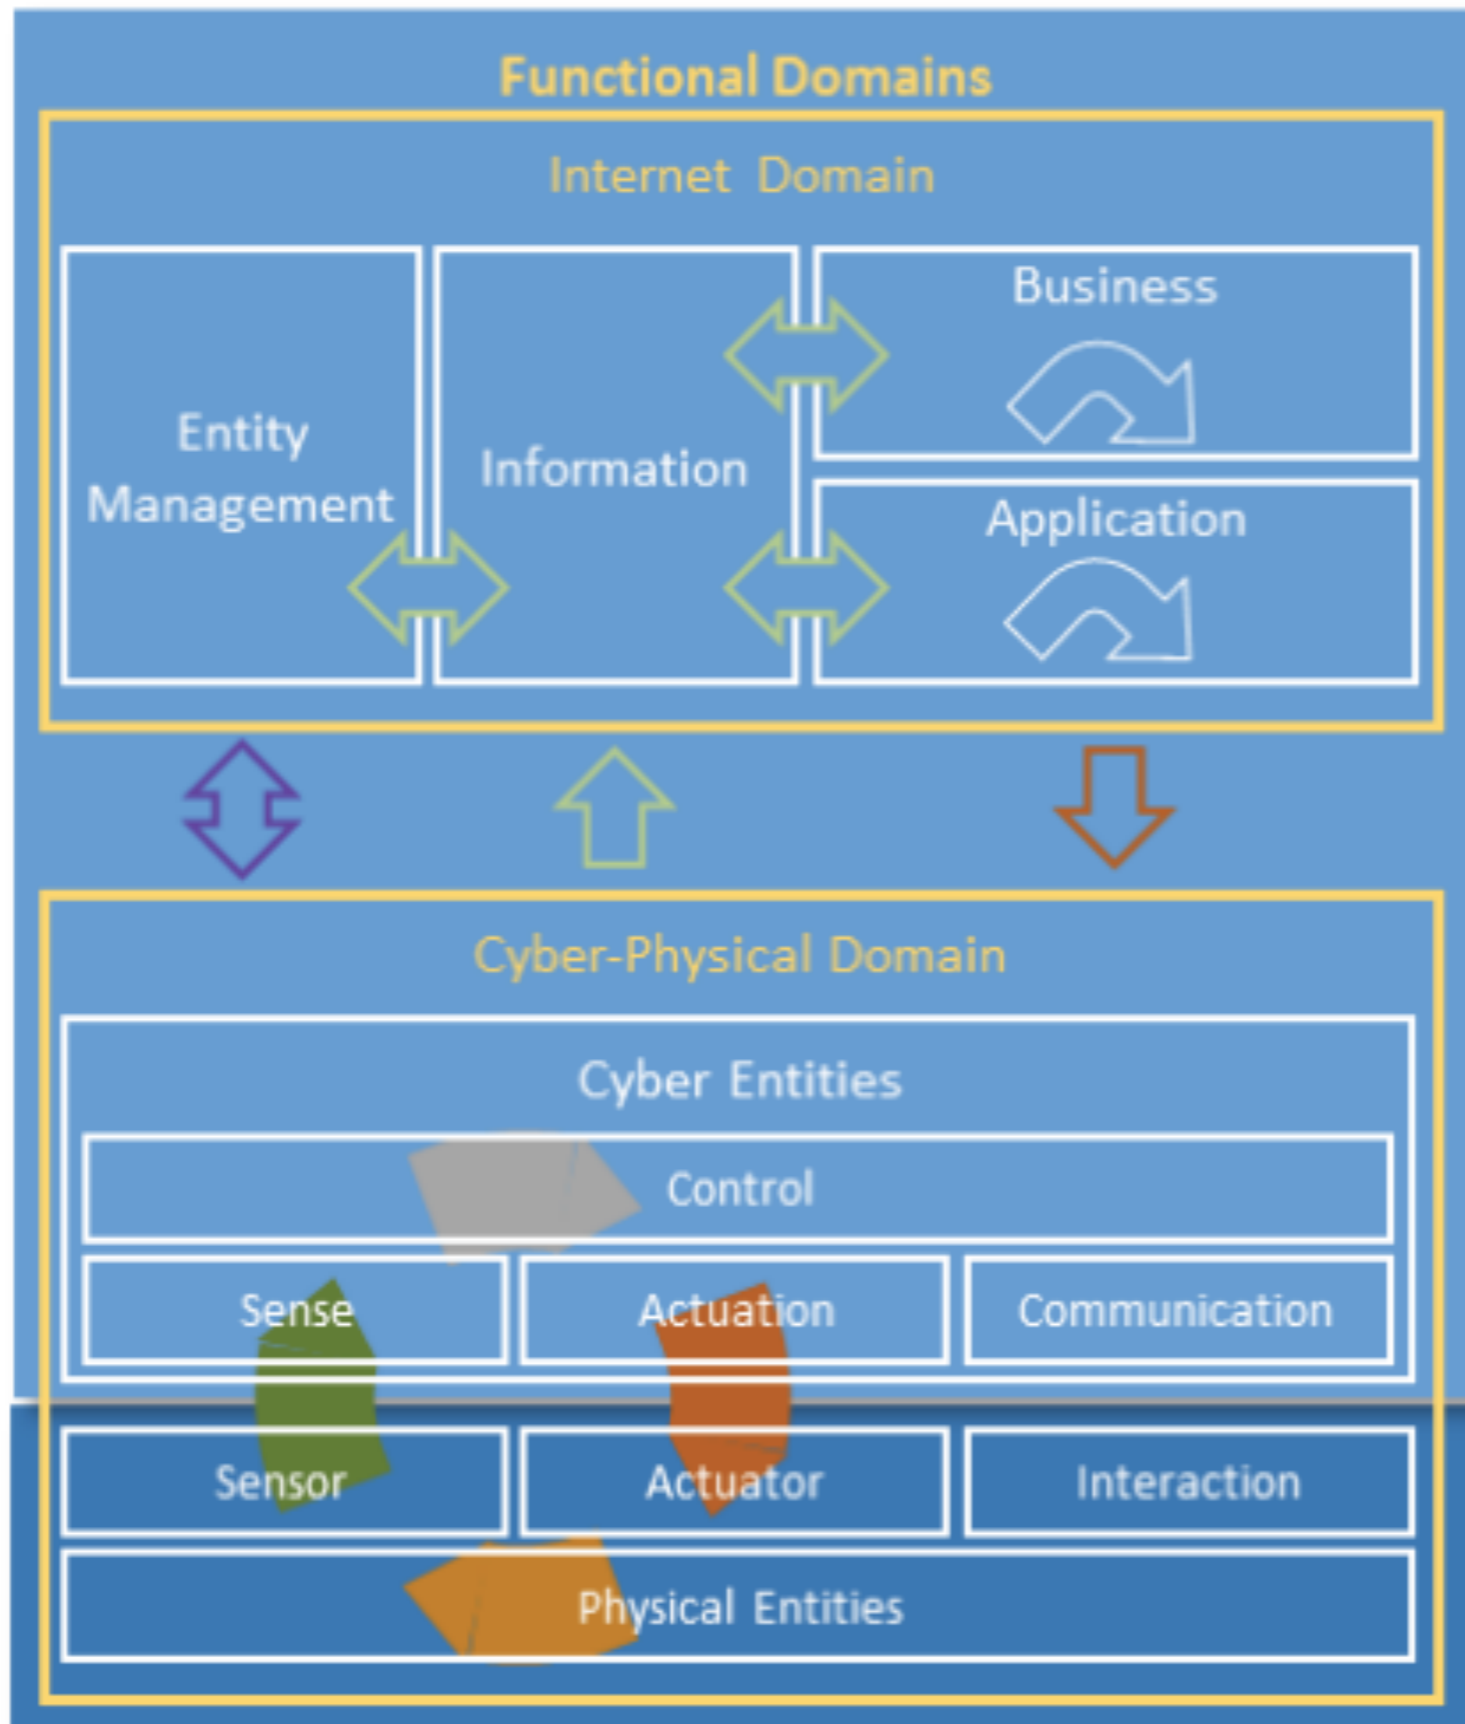 Functional Domains
Internet Domain
Entity
Management
Information
Business
Application
Cyber-Physical Domain
Cyber Entities
Control
Sense
Actuation
Communication
Sensor
Actuator
Interaction
Physical Entities